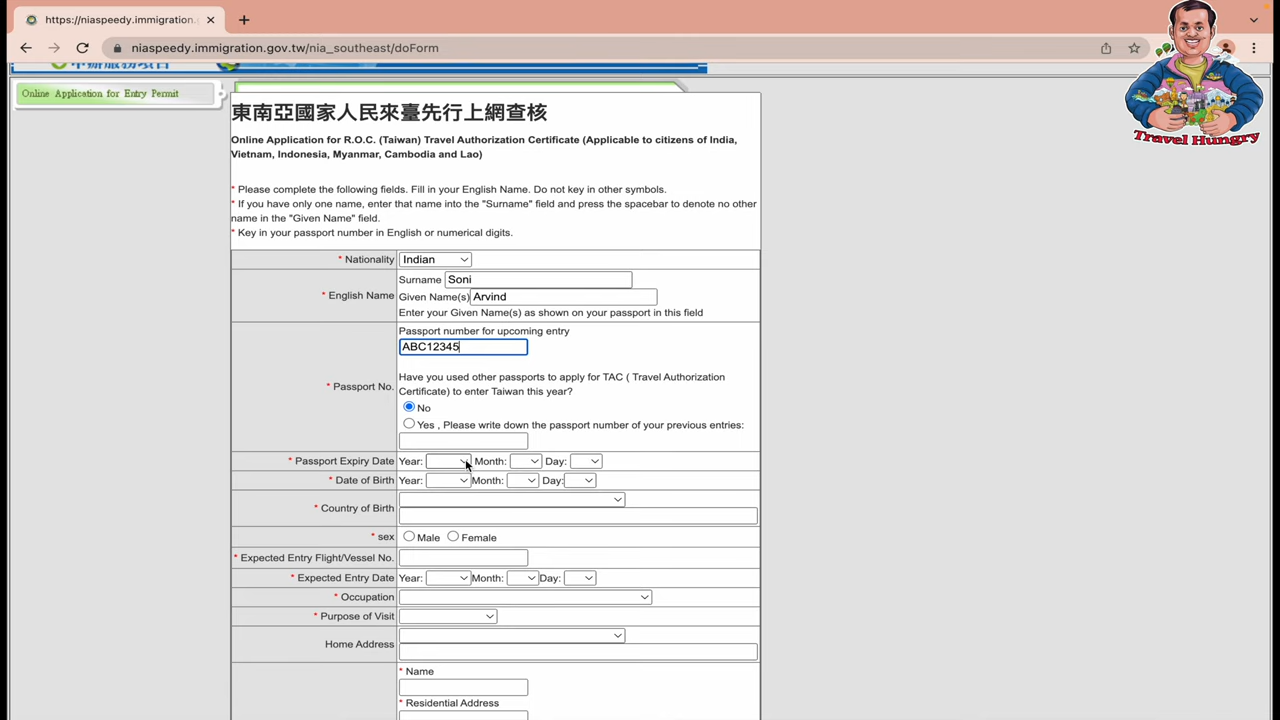 https://niaspeedy.immigration.
niaspeedy.immigration.gov.tw/nia_southeast/doForm
Travel Hungry
Online Application for Entry Permit
東南亞國家人民來臺先行上網查核
Online Application for R.O.C. (Taiwan) Travel Authorization Certificate (Applicable to citizens of India,
Vietnam, Indonesia, Myanmar, Cambodia and Lao)
* Please complete the following fields. Fill in your English Name. Do not key in other symbols.
* If you have only one name, enter that name into the "Surname" field and press the spacebar to denote no other
name in the "Given Name" field.
* Key in your passport number in English or numerical digits.
* Nationality Indian
* English Name
Surname Soni
Given Name(s) Arvind
Enter your Given Name(s) as shown on your passport in this field
* Passport No.
Passport number for upcoming entry
ABC12345
Have you used other passports to apply for TAC ( Travel Authorization
Certificate) to enter Taiwan this year?
No
Yes , Please write down the passport number of your previous entries:
* Passport Expiry Date Year: Month: Day:
* Date of Birth Year: Month: Day:
* Country of Birth
* sex Male Female
* Expected Entry Flight/Vessel No.
* Expected Entry Date Year: Month: Day:
* Occupation
* Purpose of Visit
Home Address
* Name
* Residential Address